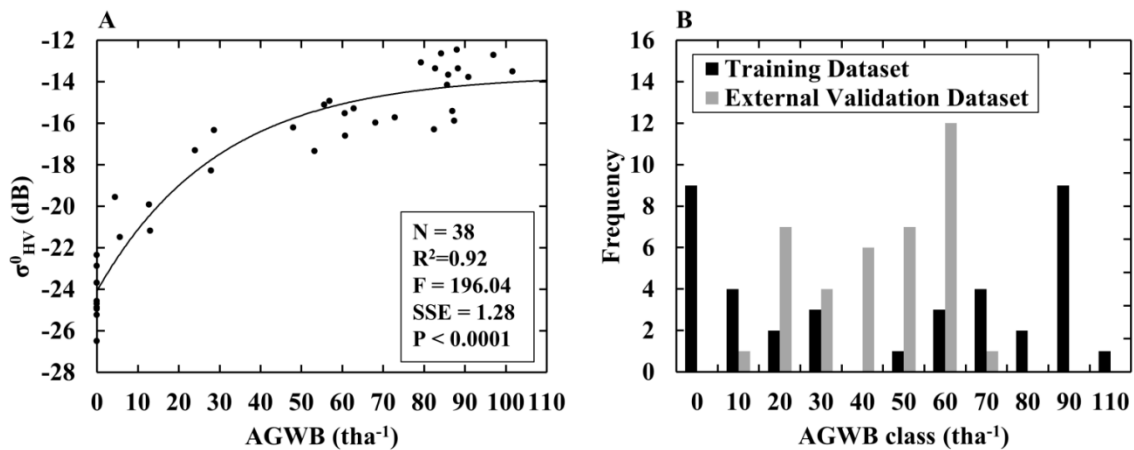 A
-12
-14
-16
-18
-20
-22
-24
-26
-28
σ⁰HV (dB)
N = 38
R²=0.92
F = 196.04
SSE = 1.28
P < 0.0001
0 10 20 30 40 50 60 70 80 90 100 110
AGWB (tha⁻¹)
B
16
14
12
10
8
6
4
2
0
Frequency
Training Dataset
External Validation Dataset
0 10 20 30 40 50 60 70 80 90 110
AGWB class (tha⁻¹)